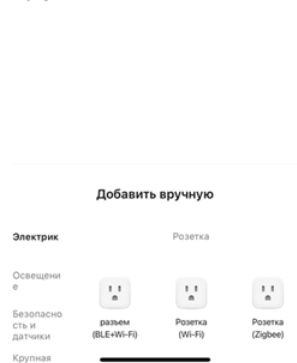 Добавить вручную
Электрик
Розетка
Освещени
е
разъем
(BLE+Wi-Fi)
Розетка
(Wi-Fi)
Розетка
(Zigbee)
Безопасно
сть и
датчики
Крупная